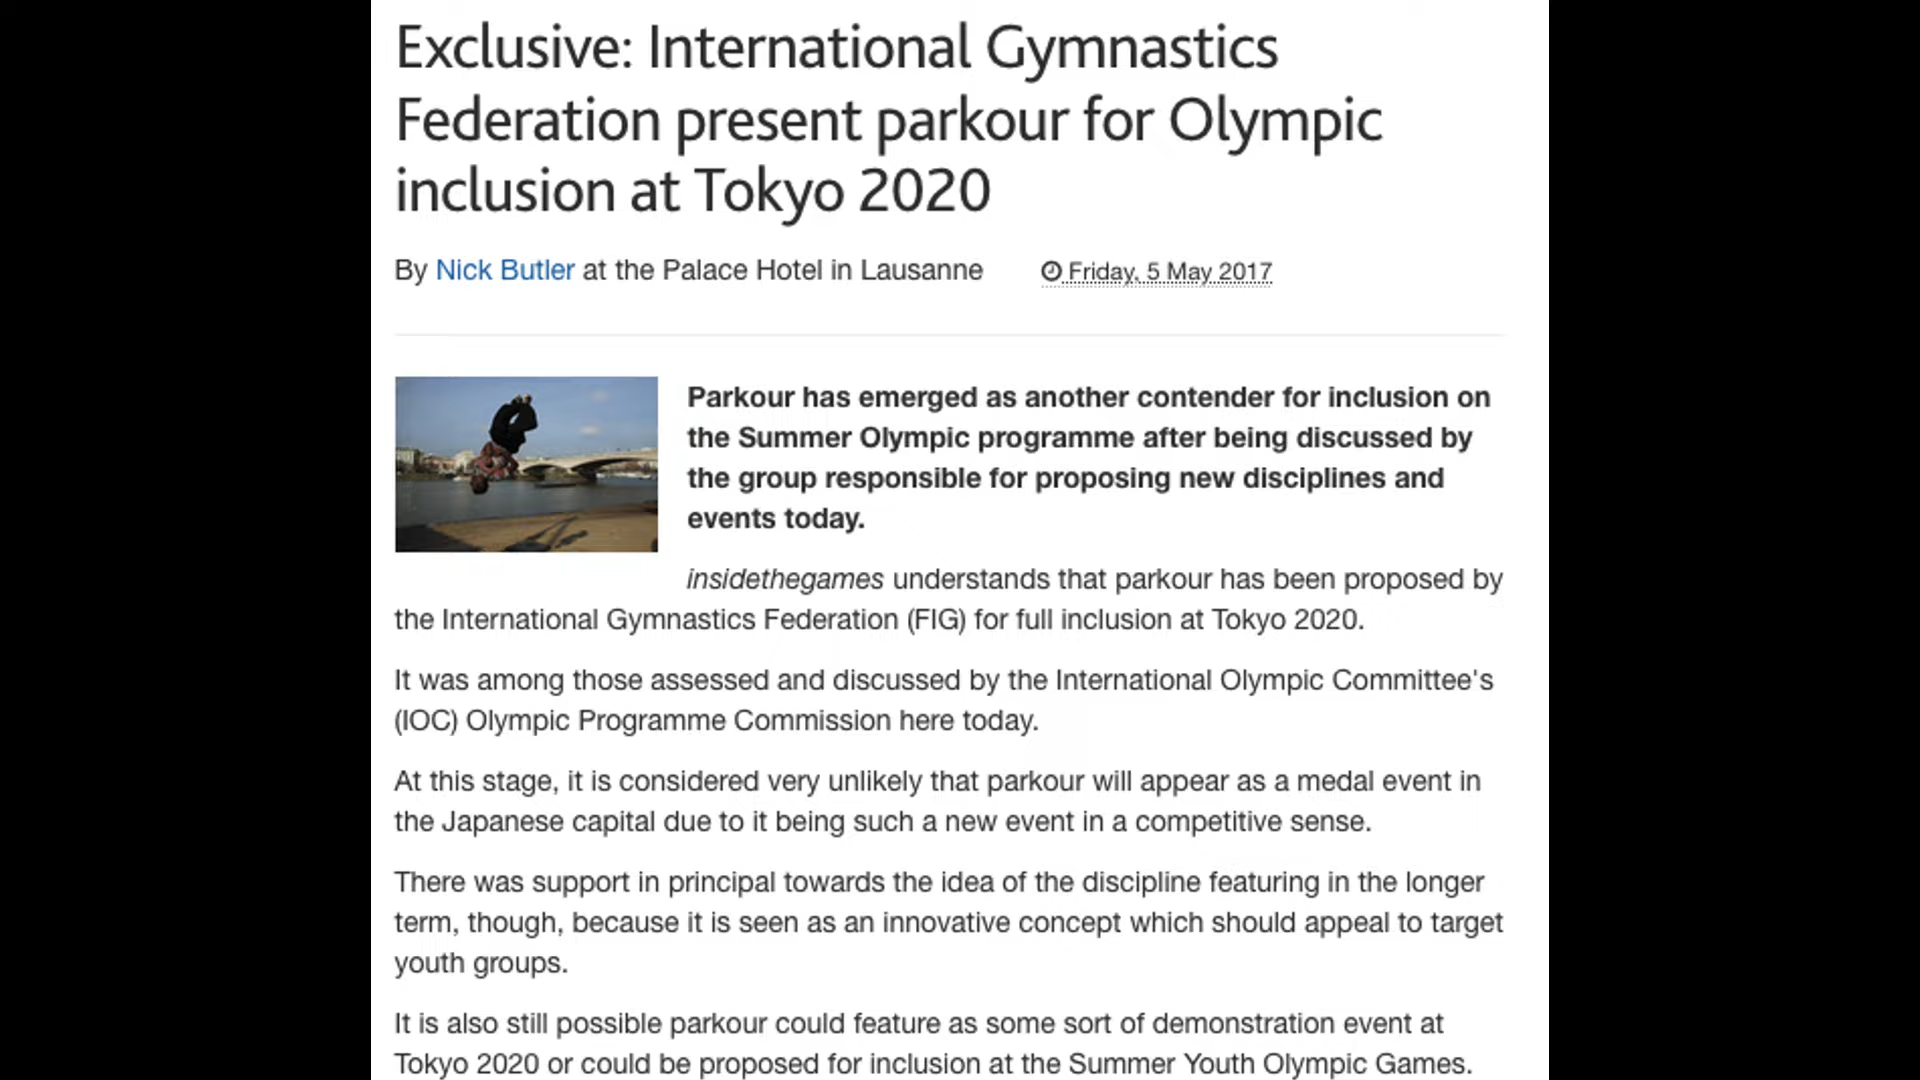 Exclusive: International Gymnastics
Federation present parkour for Olympic
inclusion at Tokyo 2020
By Nick Butler at the Palace Hotel in Lausanne Friday, 5 May 2017
Parkour has emerged as another contender for inclusion on
the Summer Olympic programme after being discussed by
the group responsible for proposing new disciplines and
events today.
insidethegames understands that parkour has been proposed by
the International Gymnastics Federation (FIG) for full inclusion at Tokyo 2020.
It was among those assessed and discussed by the International Olympic Committee's
(IOC) Olympic Programme Commission here today.
At this stage, it is considered very unlikely that parkour will appear as a medal event in
the Japanese capital due to it being such a new event in a competitive sense.
There was support in principal towards the idea of the discipline featuring in the longer
term, though, because it is seen as an innovative concept which should appeal to target
youth groups.
It is also still possible parkour could feature as some sort of demonstration event at
Tokyo 2020 or could be proposed for inclusion at the Summer Youth Olympic Games.